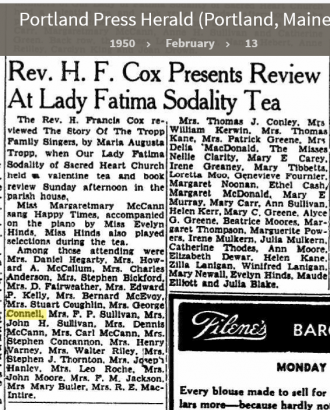 Portland Press Herald (Portland, Maine
1950 › February › 13
Rev. H. F. Cox Presents Review
At Lady Fatima Sodality Tea
The Rev. H. Francis Cox re-
viewed The Story Of The Tropp
Family Singers, by Maria Augusta
Tropp, when Our Lady Fatima
Sodality of Sacred Heart Church
held a valentine tea and book
review Sunday afternoon in the
parish house.
Miss Margaretmary McCann
sang Happy Times, accompanied
on the piano by Miss Evelyn
Hinds, Miss Hinds also played
selections during the tea.
Among those attending were
Mrs. Daniel Hegarty, Mrs. How-
ard A. McCallum, Mrs. Charles
Anderson, Mrs. Stephen Bickford,
Mrs. D. Fairweather, Mrs. Edward
P. Kelly, Mrs. Bernard McEvoy,
Mrs. Stuart Coughlin, Mrs. George
Connell, Mrs. F. P. Sullivan, Mrs.
John H. Sullivan, Mrs. Dennis
McCann, Mrs. Carl McCann, Mrs.
Stephen Concannon, Mrs. Henry
Varney, Mrs. Walter Riley, Mrs.
Stephen J. Thornton, Mrs. Joseph
Hanley, Mrs. Leo Roche, Mrs.
John Moore, Mrs. F. M. Jackson,
Mrs Mary Butler, Mrs. R. E. Mac-
Intire.
Mrs. Thomas J. Conley, Mrs.
William Kerwin, Mrs. Thomas
Kane, Mrs. Patrick Greene, Mrs
Delia MacDonald, The Misses
Nellie Clarity, Mary E Carey,
Irene Greaney, Mary Tibbetts,
Loretta Moo, Genevieve Fournier,
Margaret Noonan, Ethel Cash,
Margaret McDonald, Mary E
Murray, Mary Carr, Ann Sullivan,
Helen Kerr, Mary C Greene, Alyce
G. Greene, Beatrice Moores, Mar-
garet Thompson, Marguerite Pow-
ers, Irene Mulkern, Julia Mulkern
Catherine Thodes, Ann Moore,
Elizabeth Dewar, Helen Kane,
Zilla Lanigan, Winifred Lanigan,
Mary Newall, Evelyn Hinds, Maude
Elliott and Julia Blake.
Filene's
BAR
MONDAY
Every blouse made to sell for
lars more—because hardly no